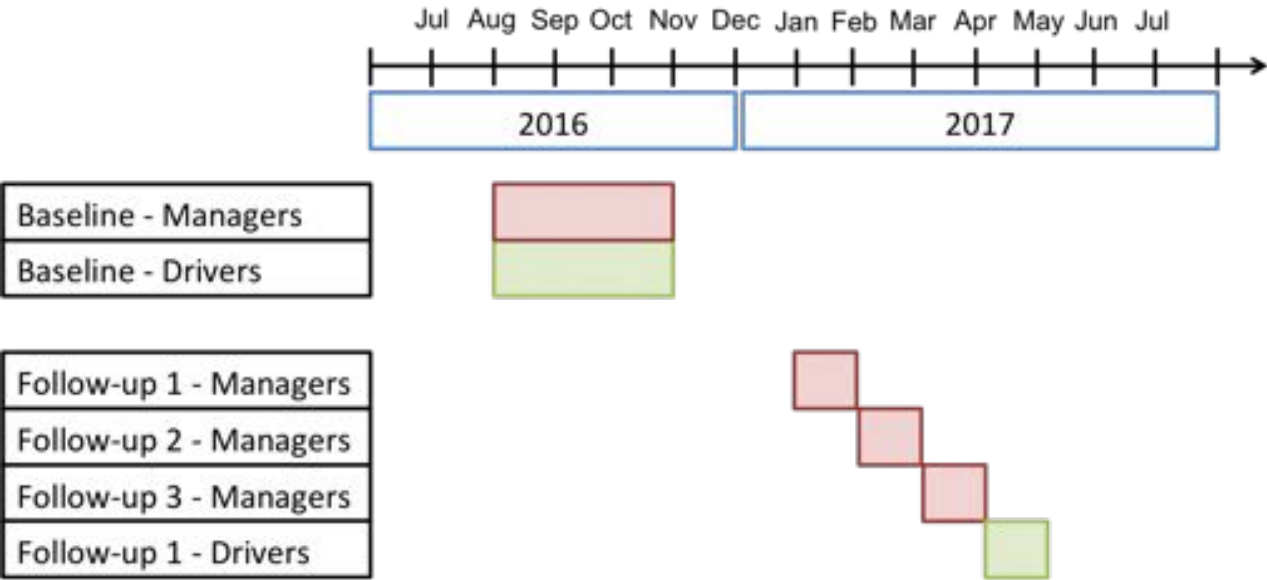 Jul Aug Sep Oct Nov Dec Jan Feb Mar Apr May Jun Jul
2016 2017
Baseline - Managers
Baseline - Drivers
Follow-up 1 - Managers
Follow-up 2 - Managers
Follow-up 3 - Managers
Follow-up 1 - Drivers